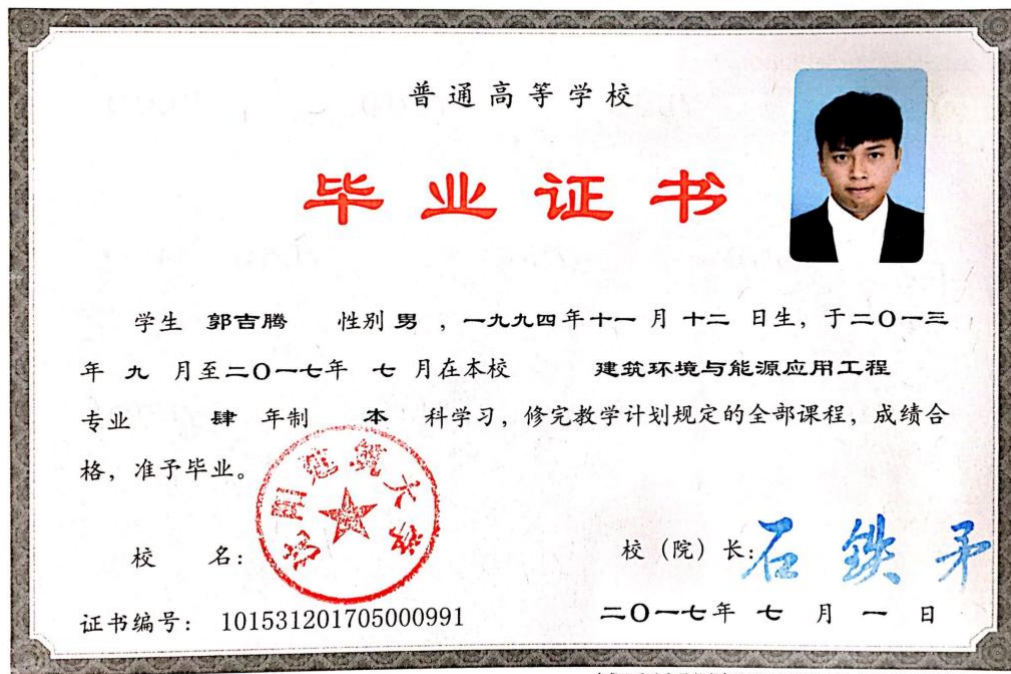 普通高等学校
毕业证书
学生 郭吉腾 性别 男 ，一九九四年十一月十二日生，于二〇一三
年九月至二〇一七年七月在本校 建筑环境与能源应用工程
专业 肆 年制 本 科学习，修完教学计划规定的全部课程，成绩合
格，准予毕业。
校 名：
校（院）长：石铁矛
证书编号： 101531201705000991
二〇一七年七月一日